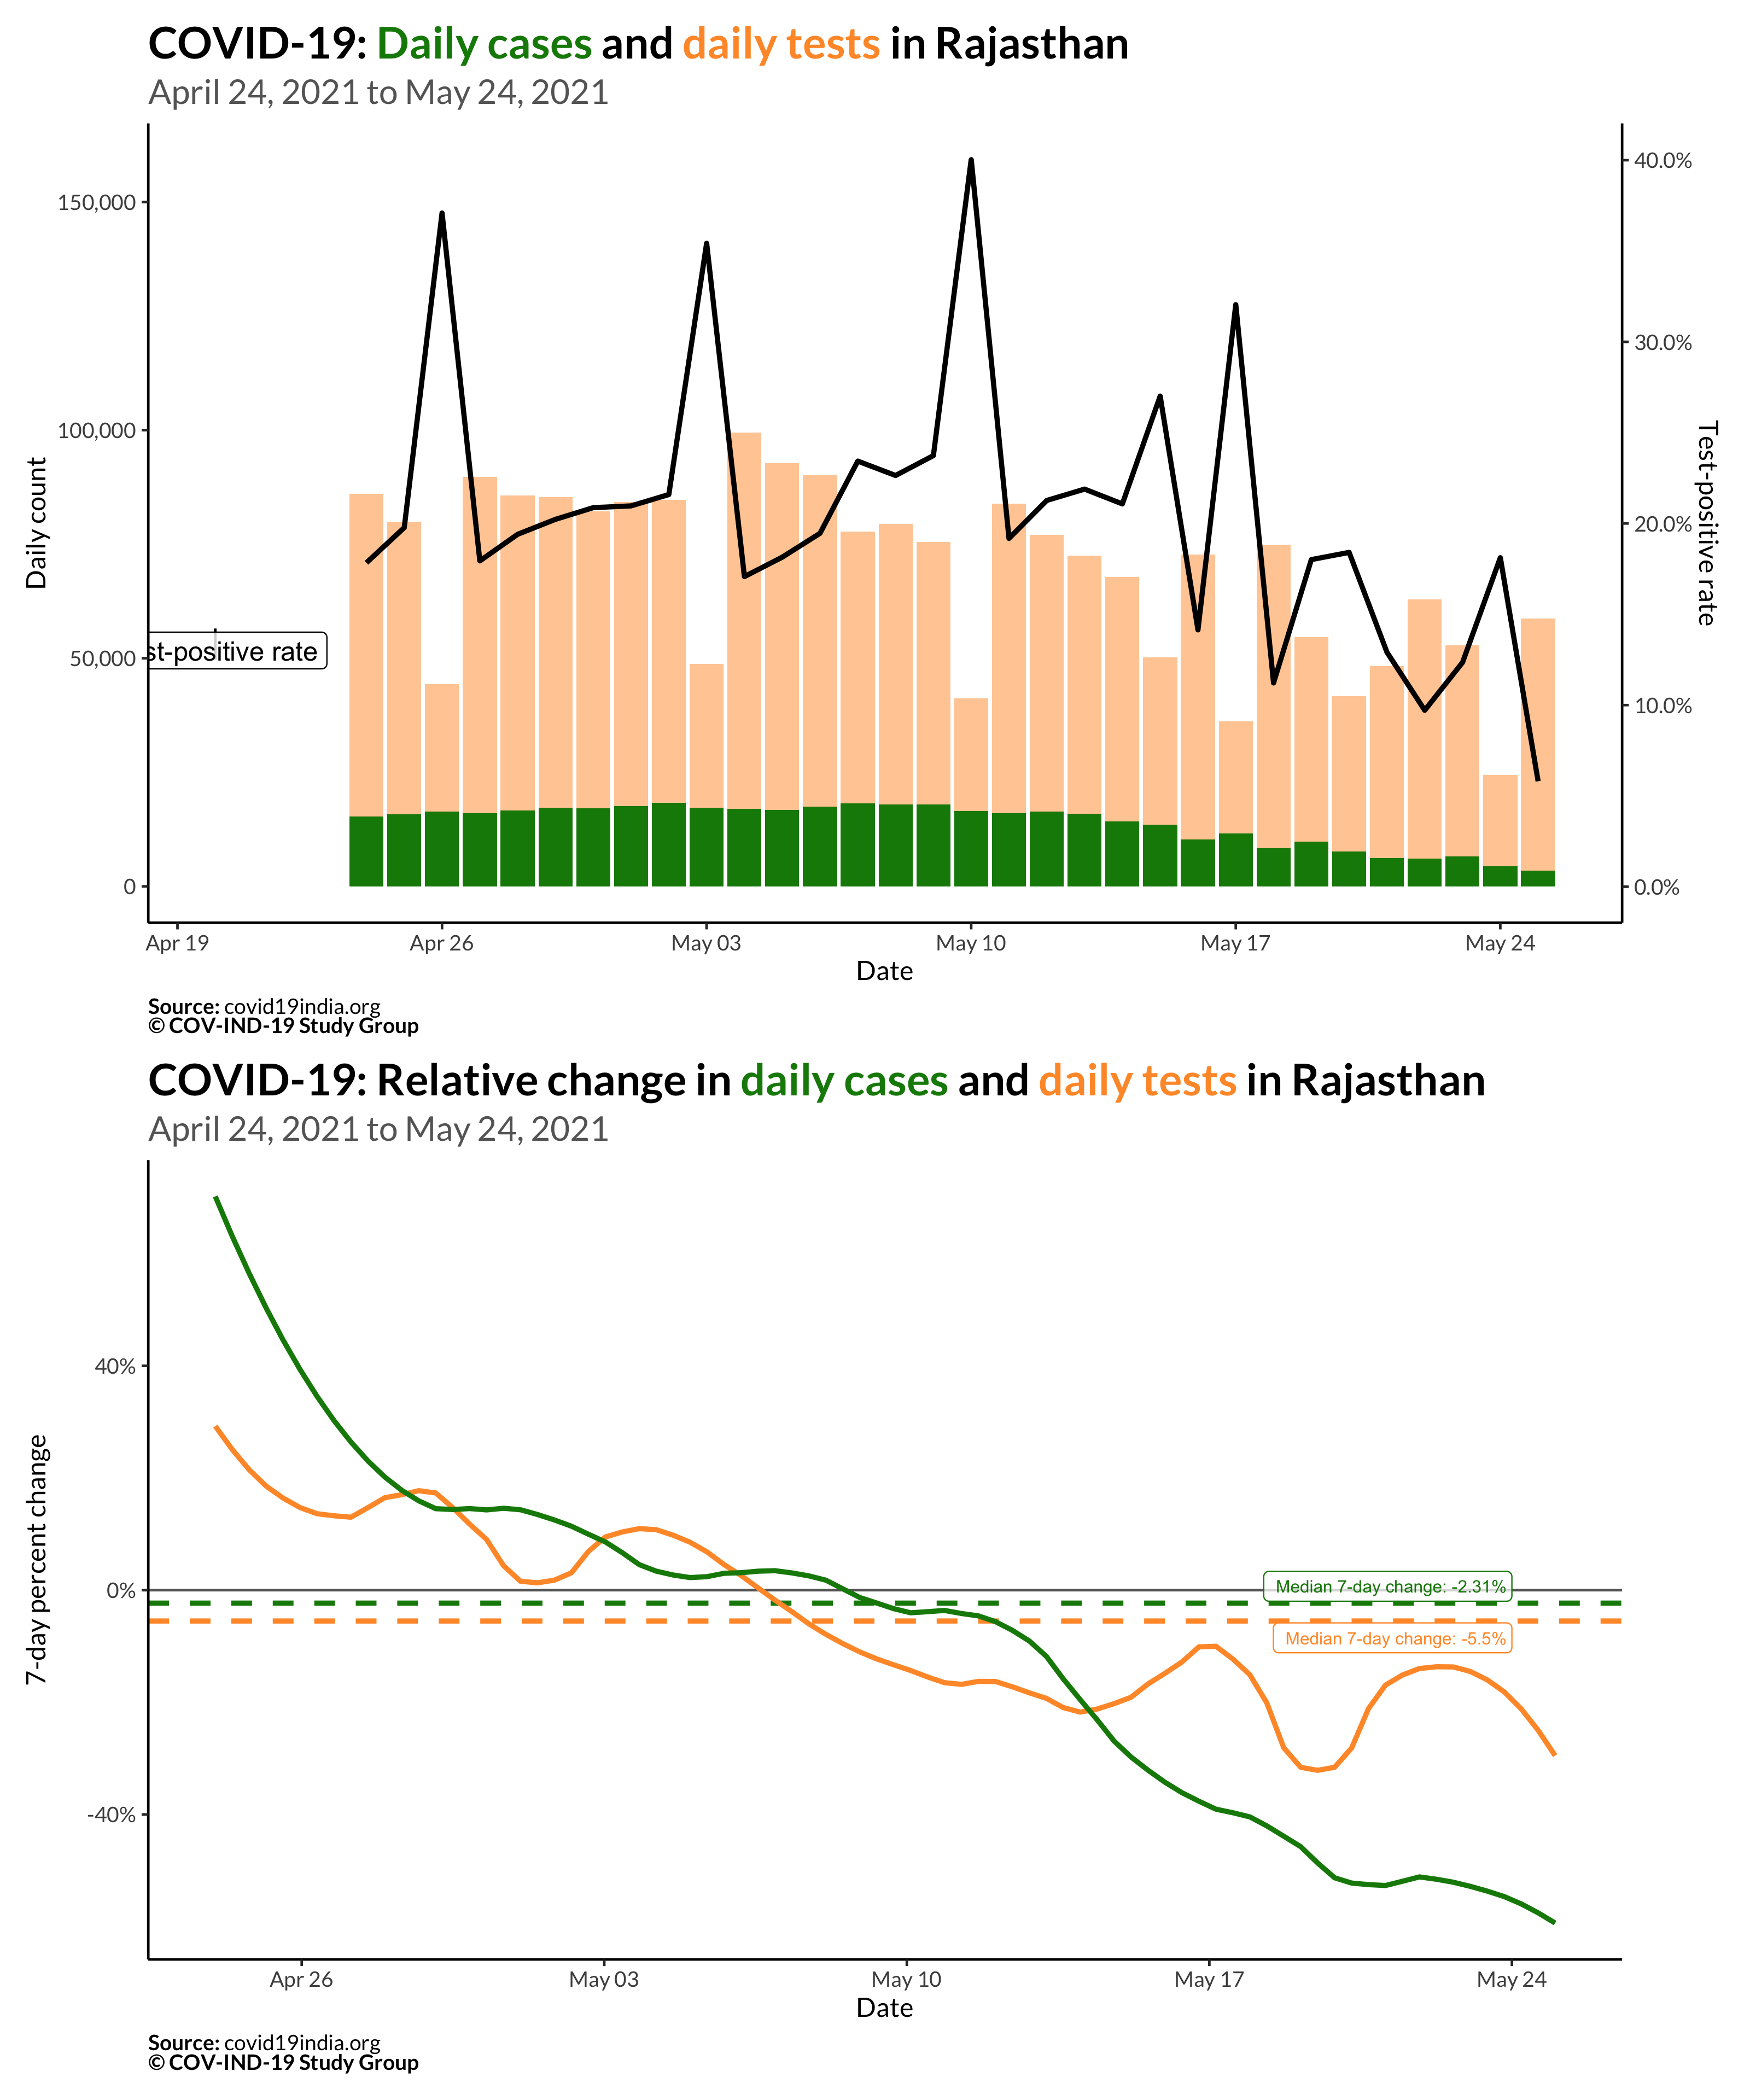 COVID-19: Daily cases and daily tests in Rajasthan
April 24, 2021 to May 24, 2021
150,000
100,000
50,000
0
Daily count
st-positive rate
40.0%
30.0%
20.0%
10.0%
0.0%
Test-positive rate
Apr 19
Apr 26
May 03
May 10
May 17
May 24
Date
Source: covid19india.org
© COV-IND-19 Study Group
COVID-19: Relative change in daily cases and daily tests in Rajasthan
April 24, 2021 to May 24, 2021
40%
0%
-40%
7-day percent change
Median 7-day change: -2.31%
Median 7-day change: -5.5%
Apr 26
May 03
May 10
May 17
May 24
Date
Source: covid19india.org
© COV-IND-19 Study Group